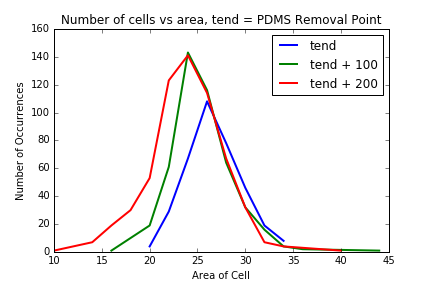 Number of cells vs area, tend = PDMS Removal Point
160
140
120
100
80
60
40
20
0
Number of Occurrences
tend
tend + 100
tend + 200
10 15 20 25 30 35 40 45
Area of Cell